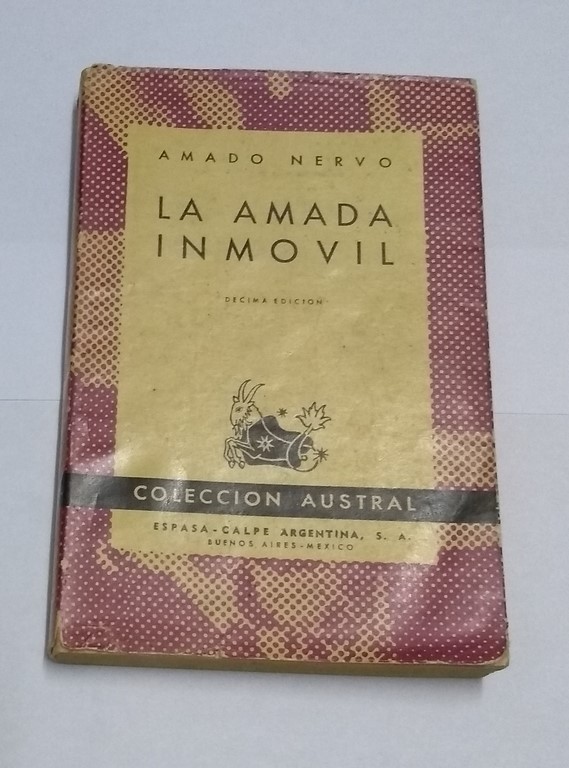 AMADO NERVO
LA AMADA
INMOVIL
DECIMA EDICION
COLECCION AUSTRAL
ESPASA-CALPE ARGENTINA, S. A.
BUENOS AIRES-MEXICO